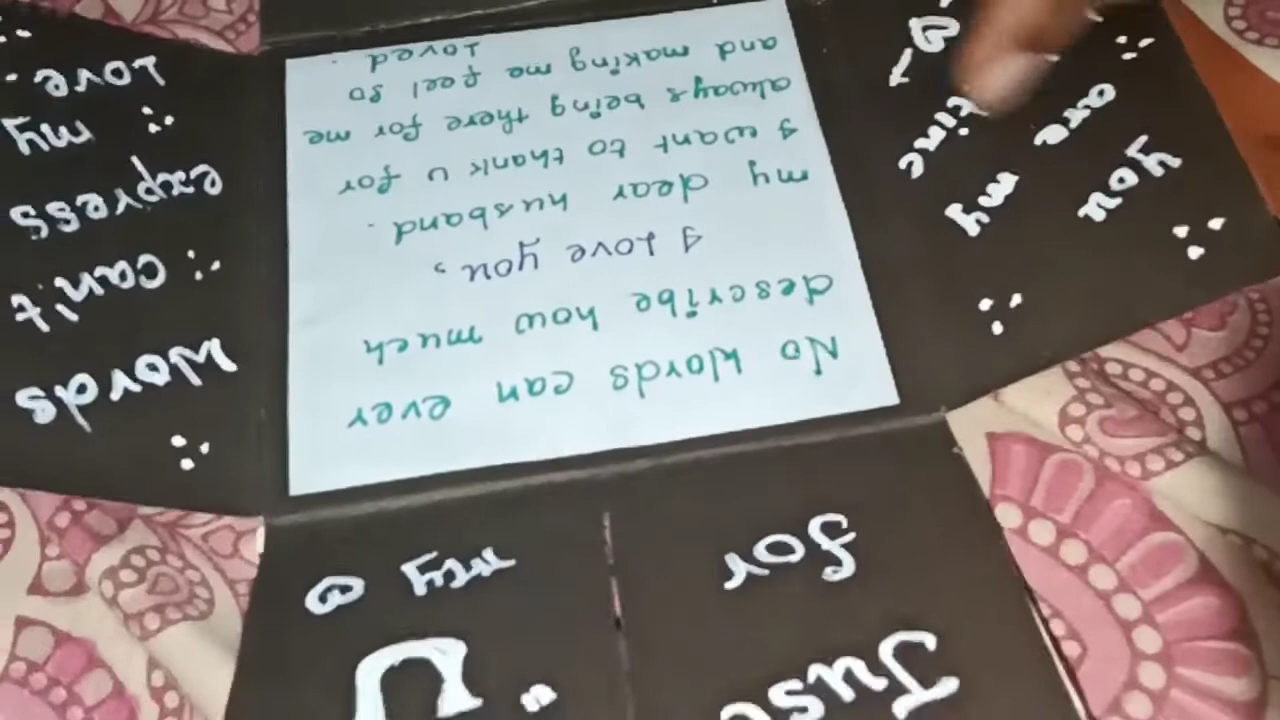 Just
for
U
my
No Words can ever
describe how much
I Love you,
my dear husband.
I want to thank u for
always being there for me
and making me feel so
Loved.
Words
can't
express
my
Love
you
are
my